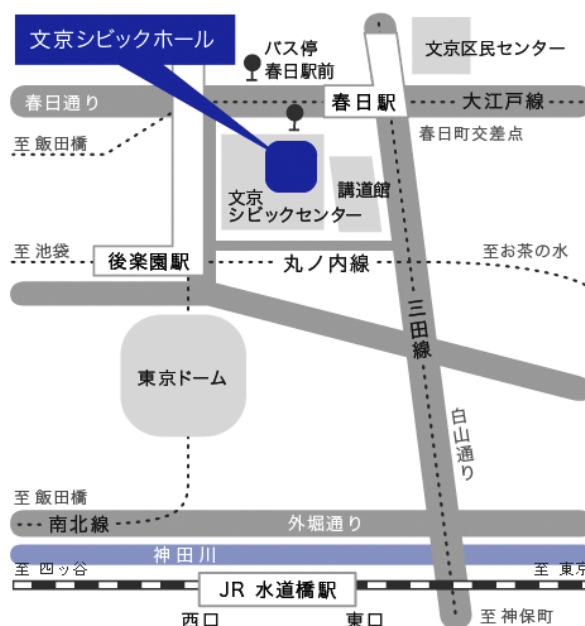 文京シビックホール
バス停
春日駅前
文京区民センター
春日通り
春日駅
大江戸線
至 飯田橋
春日町交差点
講道館
文京
シビックセンター
至 池袋
後楽園駅
丸ノ内線
至お茶の水
三田線
東京ドーム
白山通り
至 飯田橋
南北線
外堀通り
神田川
至 四ッ谷
至 東京
JR 水道橋駅
西口
東口
至 神保町